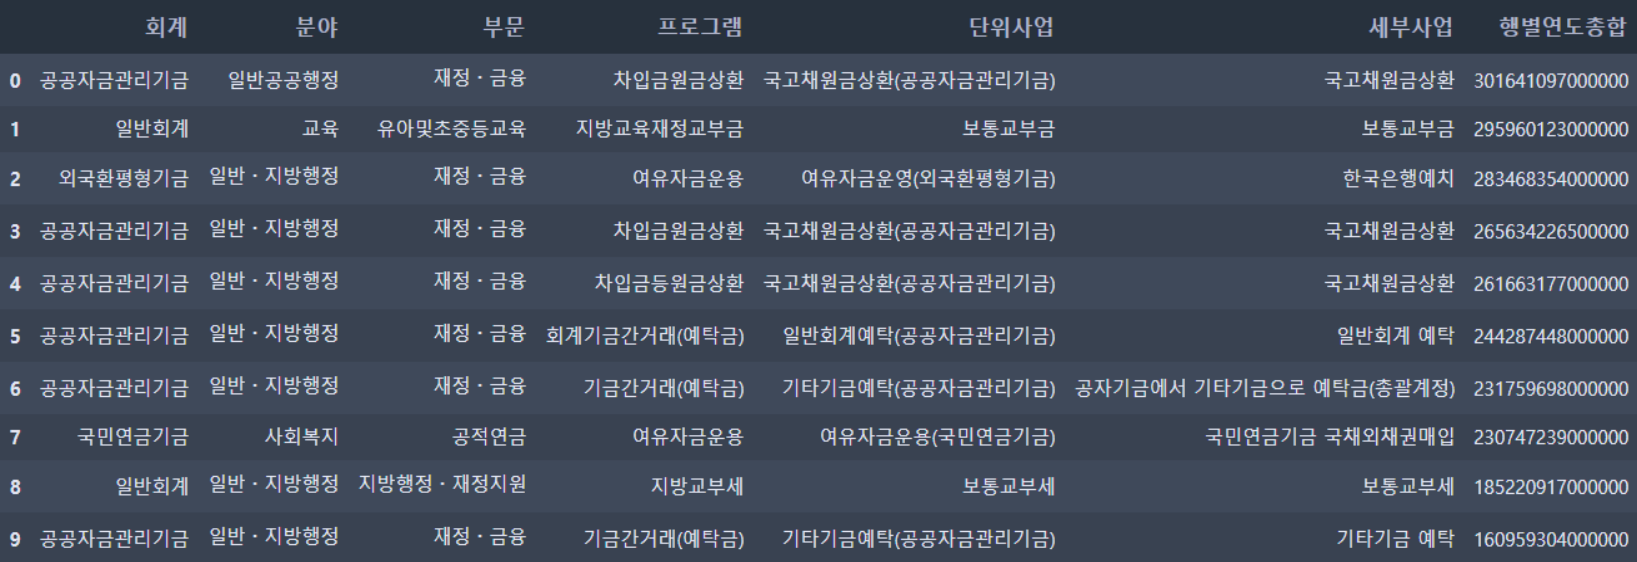 회계 분야 부문 프로그램 단위사업 세부사업 행별연도총합
0 공공자금관리기금 일반공공행정 재정ㆍ금융 차입금원금상환 국고채원금상환(공공자금관리기금) 국고채원금상환 301641097000000
1 일반회계 교육 유아및초중등교육 지방교육재정교부금 보통교부금 보통교부금 295960123000000
2 외국환평형기금 일반ㆍ지방행정 재정ㆍ금융 여유자금운용 여유자금운영(외국환평형기금) 한국은행예치 283468354000000
3 공공자금관리기금 일반ㆍ지방행정 재정ㆍ금융 차입금원금상환 국고채원금상환(공공자금관리기금) 국고채원금상환 265634226500000
4 공공자금관리기금 일반ㆍ지방행정 재정ㆍ금융 차입금등원금상환 국고채원금상환(공공자금관리기금) 국고채원금상환 261663177000000
5 공공자금관리기금 일반ㆍ지방행정 재정ㆍ금융 회계기금간거래(예탁금) 일반회계예탁(공공자금관리기금) 일반회계 예탁 244287448000000
6 공공자금관리기금 일반ㆍ지방행정 재정ㆍ금융 기금간거래(예탁금) 기타기금예탁(공공자금관리기금) 공자기금에서 기타기금으로 예탁금(총괄계정) 231759698000000
7 국민연금기금 사회복지 공적연금 여유자금운용 여유자금운용(국민연금기금) 국민연금기금 국채외채권매입 230747239000000
8 일반회계 일반ㆍ지방행정 지방행정ㆍ재정지원 지방교부세 보통교부세 보통교부세 185220917000000
9 공공자금관리기금 일반ㆍ지방행정 재정ㆍ금융 기금간거래(예탁금) 기타기금예탁(공공자금관리기금) 기타기금 예탁 160959304000000